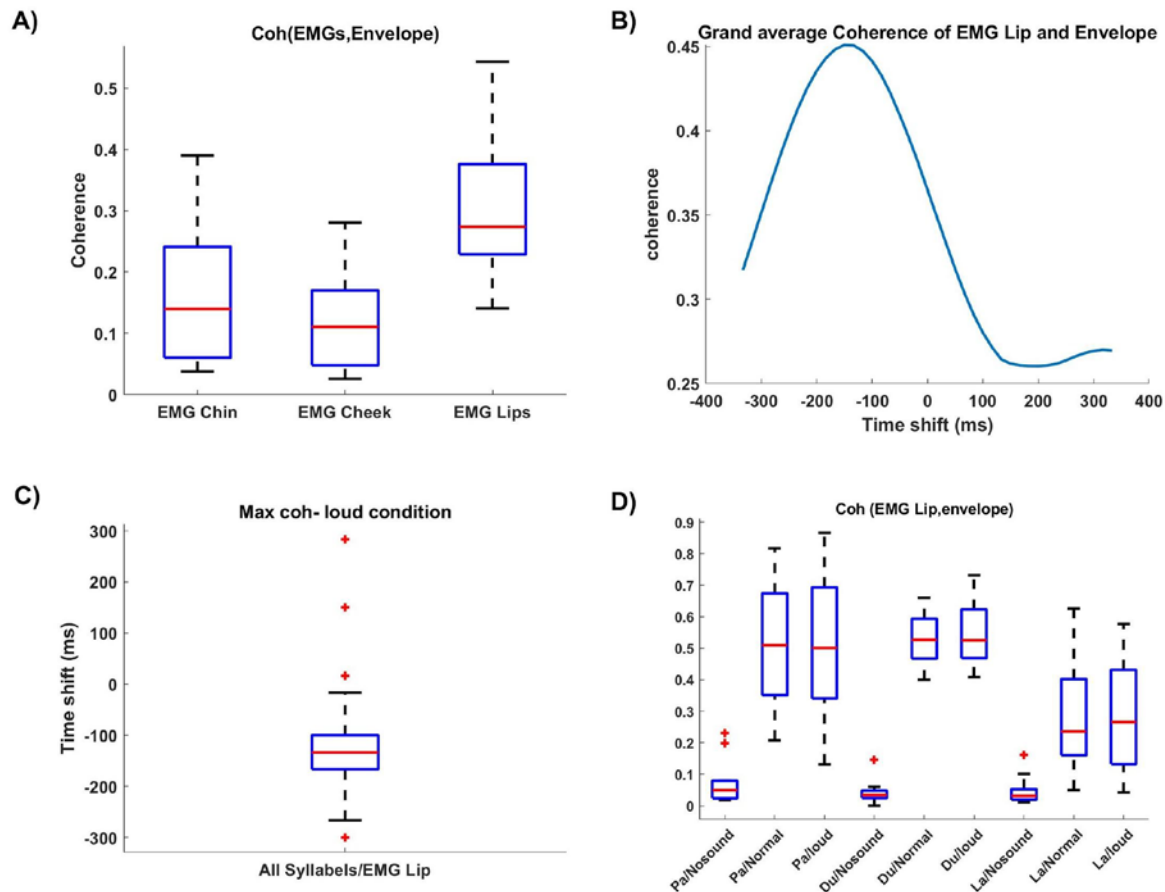 A)
Coh(EMGs,Envelope)
Coherence
0.5
0.4
0.3
0.2
0.1
0
EMG Chin EMG Cheek EMG Lips
B)
Grand average Coherence of EMG Lip and Envelope
coherence
0.45
0.4
0.35
0.3
0.25
-400 -300 -200 -100 0 100 200 300 400
Time shift (ms)
C)
Max coh- loud condition
Time shift (ms)
300
200
100
0
-100
-200
-300
All Syllabels/EMG Lip
D)
Coh (EMG Lip,envelope)
0.9
0.8
0.7
0.6
0.5
0.4
0.3
0.2
0.1
0
Pa/Nosound Pa/Normal Pa/loud Du/Nosound Du/Normal Du/loud La/Nosound La/Normal La/loud